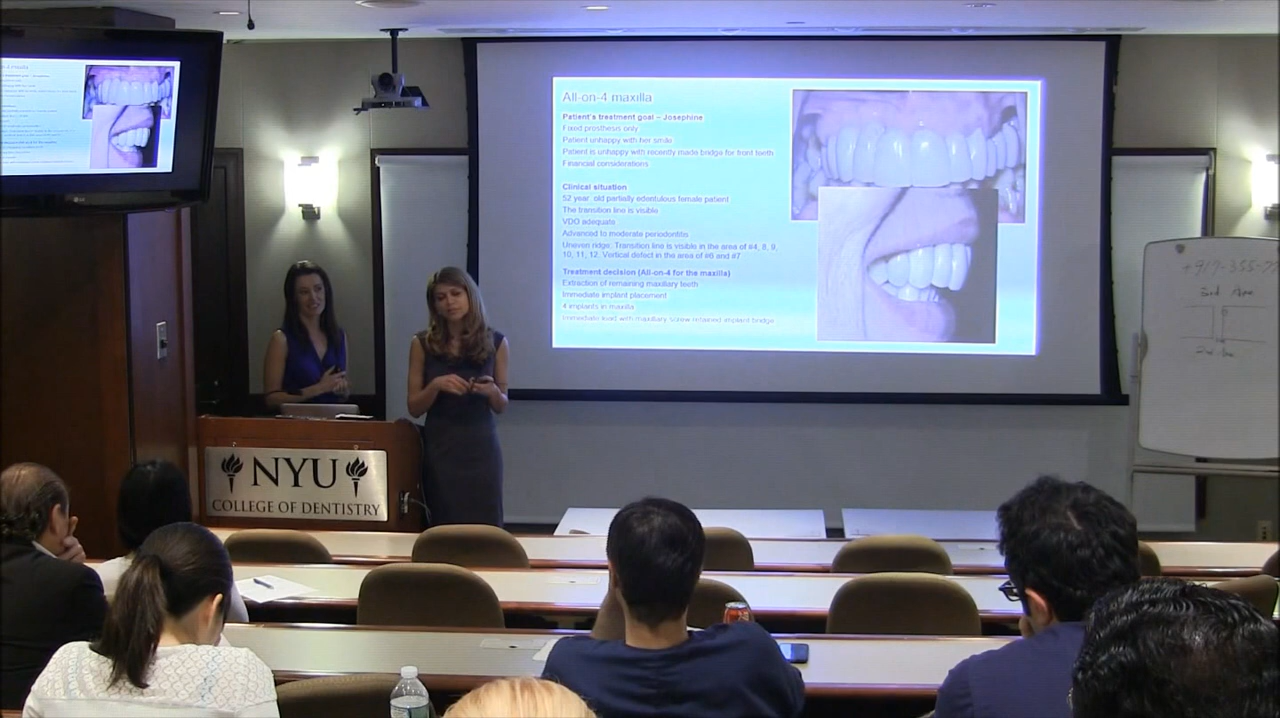 All-on-4 maxilla
Patient's treatment goal – Josephine
Fixed prosthesis only
Patient unhappy with her smile
Patient is unhappy with recently made bridge for front teeth
Financial considerations
Clinical situation
52 year old partially edentulous female patient
The transition line is visible
VDO adequate
Advanced to moderate periodontitis
Uneven ridge: Transition line is visible in the area of #4, 8, 9,
10, 11, 12. Vertical defect in the area of #6 and #7
Treatment decision (All-on-4 for the maxilla)
Extraction of remaining maxillary teeth
Immediate implant placement
4 implants in maxilla
Immediate load with maxillary screw retained implant bridge
NYU
COLLEGE OF DENTISTRY